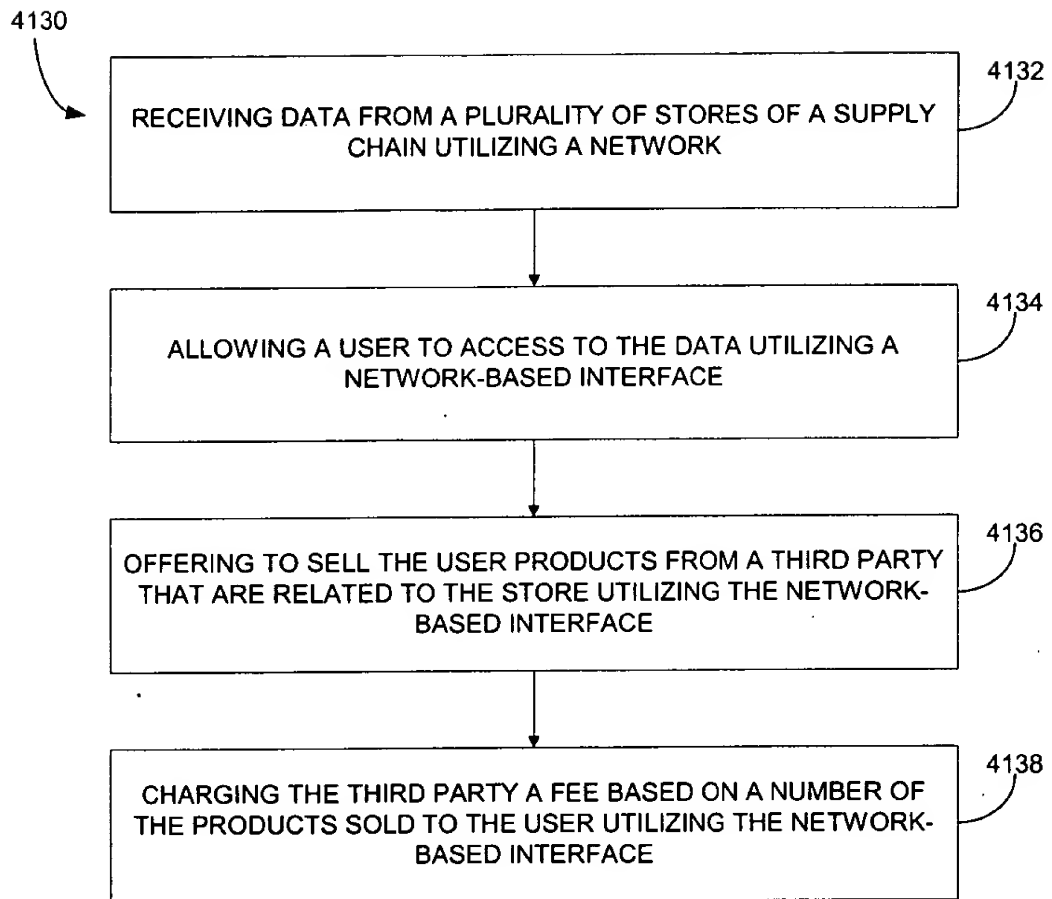 4130
4132
RECEIVING DATA FROM A PLURALITY OF STORES OF A SUPPLY
CHAIN UTILIZING A NETWORK
4134
ALLOWING A USER TO ACCESS TO THE DATA UTILIZING A
NETWORK-BASED INTERFACE
4136
OFFERING TO SELL THE USER PRODUCTS FROM A THIRD PARTY
THAT ARE RELATED TO THE STORE UTILIZING THE NETWORK-
BASED INTERFACE
4138
CHARGING THE THIRD PARTY A FEE BASED ON A NUMBER OF
THE PRODUCTS SOLD TO THE USER UTILIZING THE NETWORK-
BASED INTERFACE